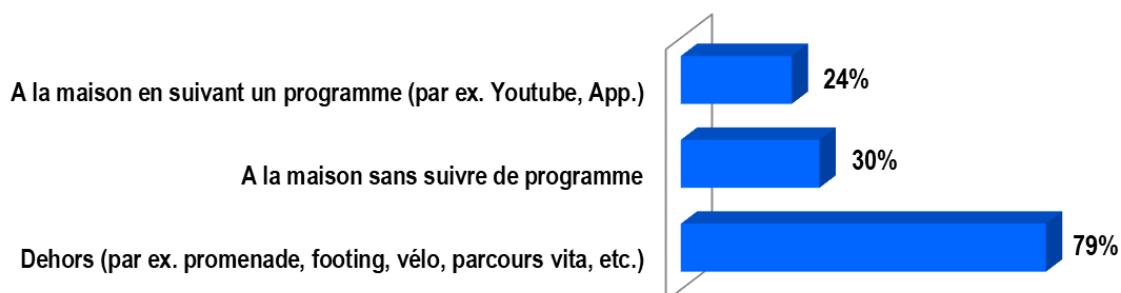 A la maison en suivant un programme (par ex. Youtube, App.) 24%
A la maison sans suivre de programme 30%
Dehors (par ex. promenade, footing, vélo, parcours vita, etc.) 79%